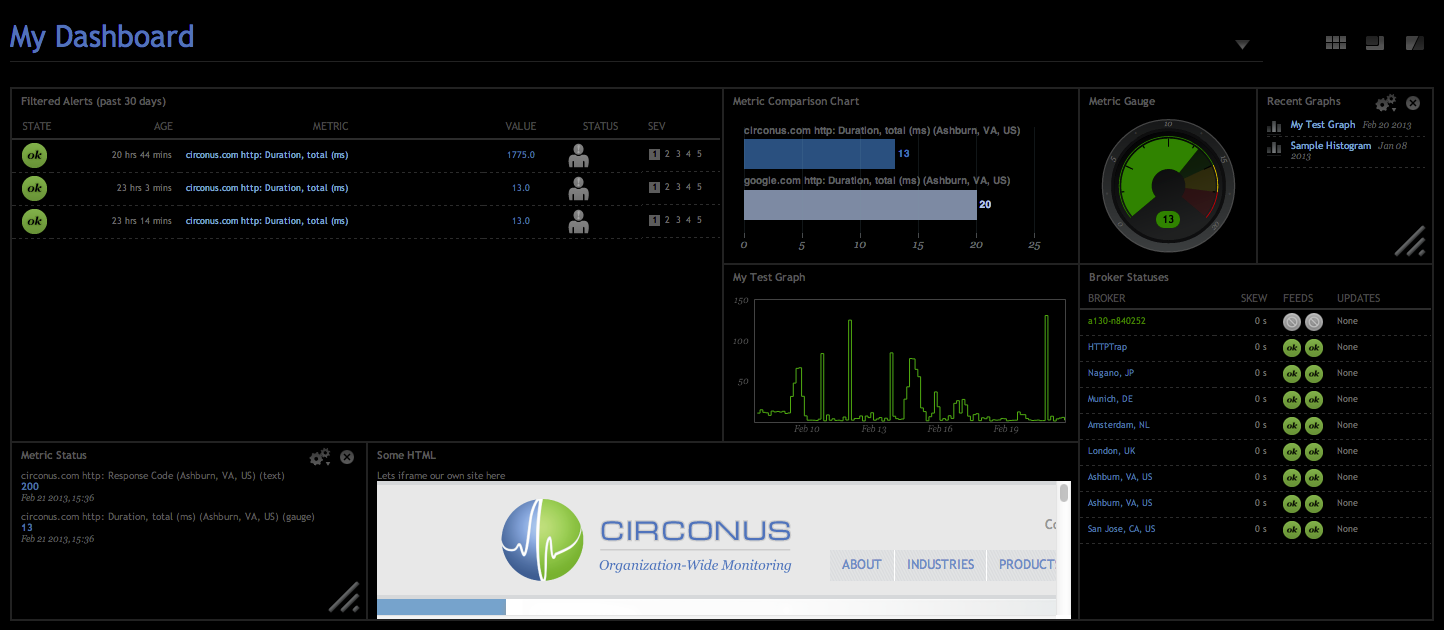 My Dashboard
Filtered Alerts (past 30 days)
STATE AGE METRIC VALUE STATUS SEV
ok 20 hrs 44 mins circonus.com http: Duration, total (ms) 1775.0 1 2 3 4 5
ok 23 hrs 3 mins circonus.com http: Duration, total (ms) 13.0 1 2 3 4 5
ok 23 hrs 14 mins circonus.com http: Duration, total (ms) 13.0 1 2 3 4 5
Metric Comparison Chart
circonus.com http: Duration, total (ms) (Ashburn, VA, US)
13
google.com http: Duration, total (ms) (Ashburn, VA, US)
20
0 5 10 15 20 25
Metric Gauge
10
5 15
0 20
13
Recent Graphs
My Test Graph Feb 20 2013
Sample Histogram Jan 08
2013
My Test Graph
150
100
50
Feb 10 Feb 13 Feb 16 Feb 19
Broker Statuses
BROKER SKEW FEEDS UPDATES
a130-n840252 0 s None
HTTPTrap 0 s ok ok None
Nagano, JP 0 s ok ok None
Munich, DE 0 s ok ok None
Amsterdam, NL 0 s ok ok None
London, UK 0 s ok ok None
Ashburn, VA, US 0 s ok ok None
Ashburn, VA, US 0 s ok ok None
San Jose, CA, US 0 s ok ok None
Metric Status
circonus.com http: Response Code (Ashburn, VA, US) (text)
200
Feb 21 2013, 15:36
circonus.com http: Duration, total (ms) (Ashburn, VA, US) (gauge)
13
Feb 21 2013, 15:36
Some HTML
Lets iframe our own site here
CIRCONUS
Organization-Wide Monitoring
Co
ABOUT INDUSTRIES PRODUCTS